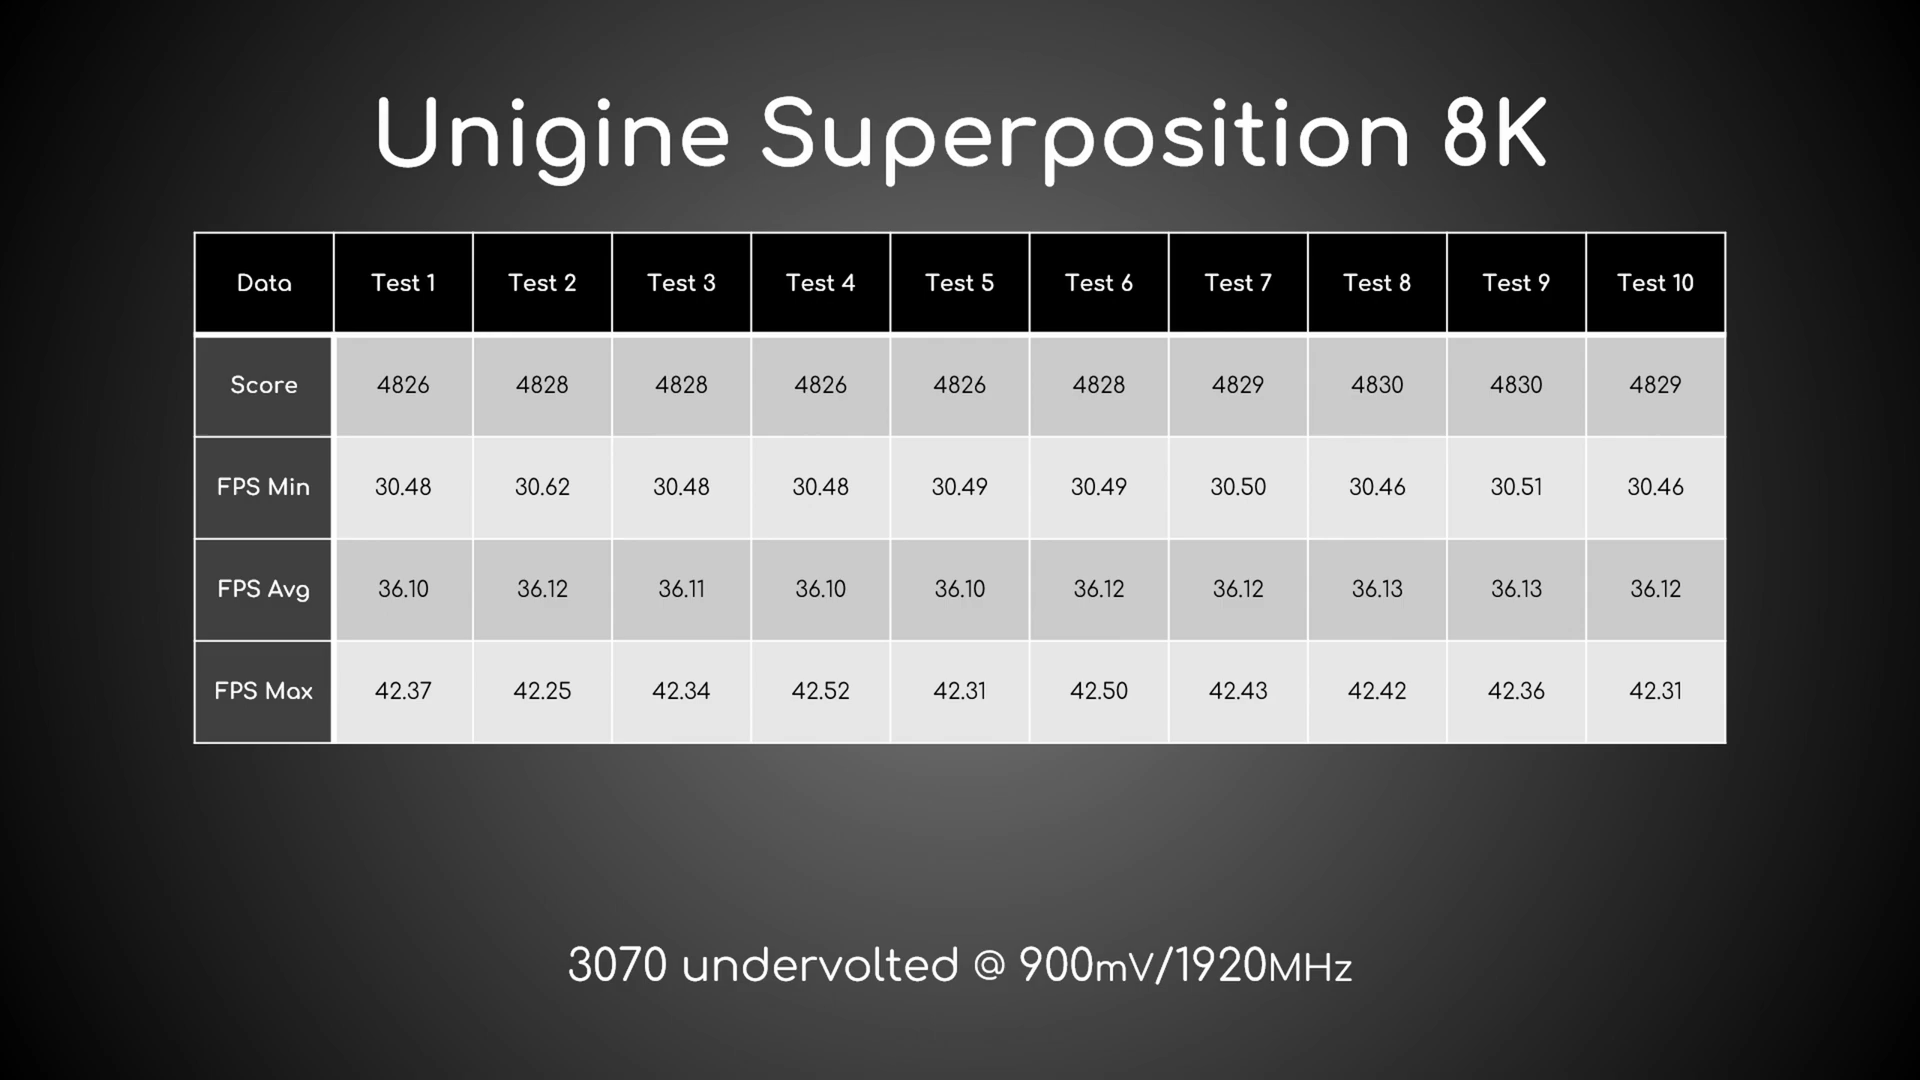 Unigine Superposition 8K
Data Test 1 Test 2 Test 3 Test 4 Test 5 Test 6 Test 7 Test 8 Test 9 Test 10
Score 4826 4828 4828 4826 4826 4828 4829 4830 4830 4829
FPS Min 30.48 30.62 30.48 30.48 30.49 30.49 30.50 30.46 30.51 30.46
FPS Avg 36.10 36.12 36.11 36.10 36.10 36.12 36.12 36.13 36.13 36.12
FPS Max 42.37 42.25 42.34 42.52 42.31 42.50 42.43 42.42 42.36 42.31
3070 undervolted @ 900mV/1920MHz